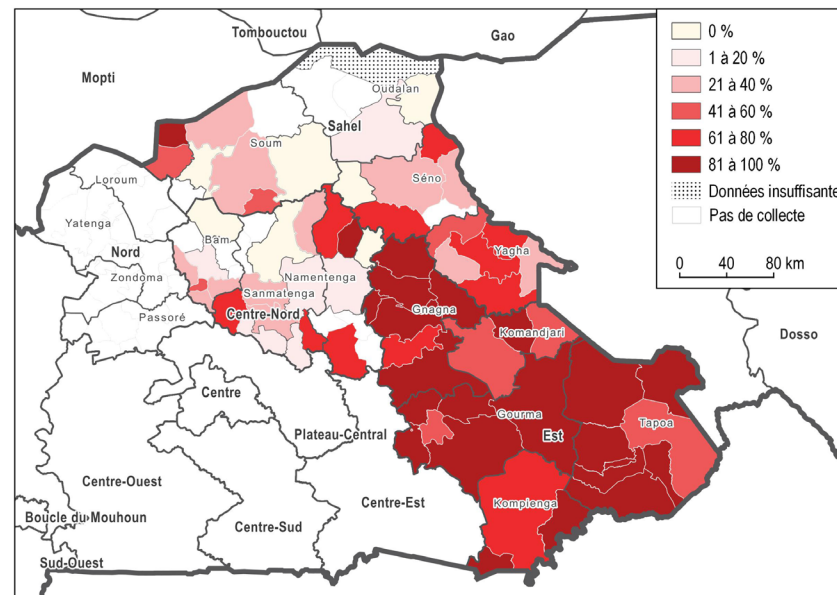 Tombouctou
Gao
Mopti
0 %
1 à 20 %
21 à 40 %
41 à 60 %
61 à 80 %
81 à 100 %
Données insuffisante
Pas de collecte
0 40 80 km
Oudalan
Sahel
Soum
Séno
Loroum
Yatenga
Bam
Nord
Yagha
Zondoma
Namentenga
Sanmatenga
Passoré
Centre-Nord
Gnagna
Komandjari
Dosso
Centre
Gourma
Tapoa
Plateau-Central
Est
Centre-Ouest
Centre-Est
Kompienga
Boucle du Mouhoun
Centre-Sud
Sud-Ouest